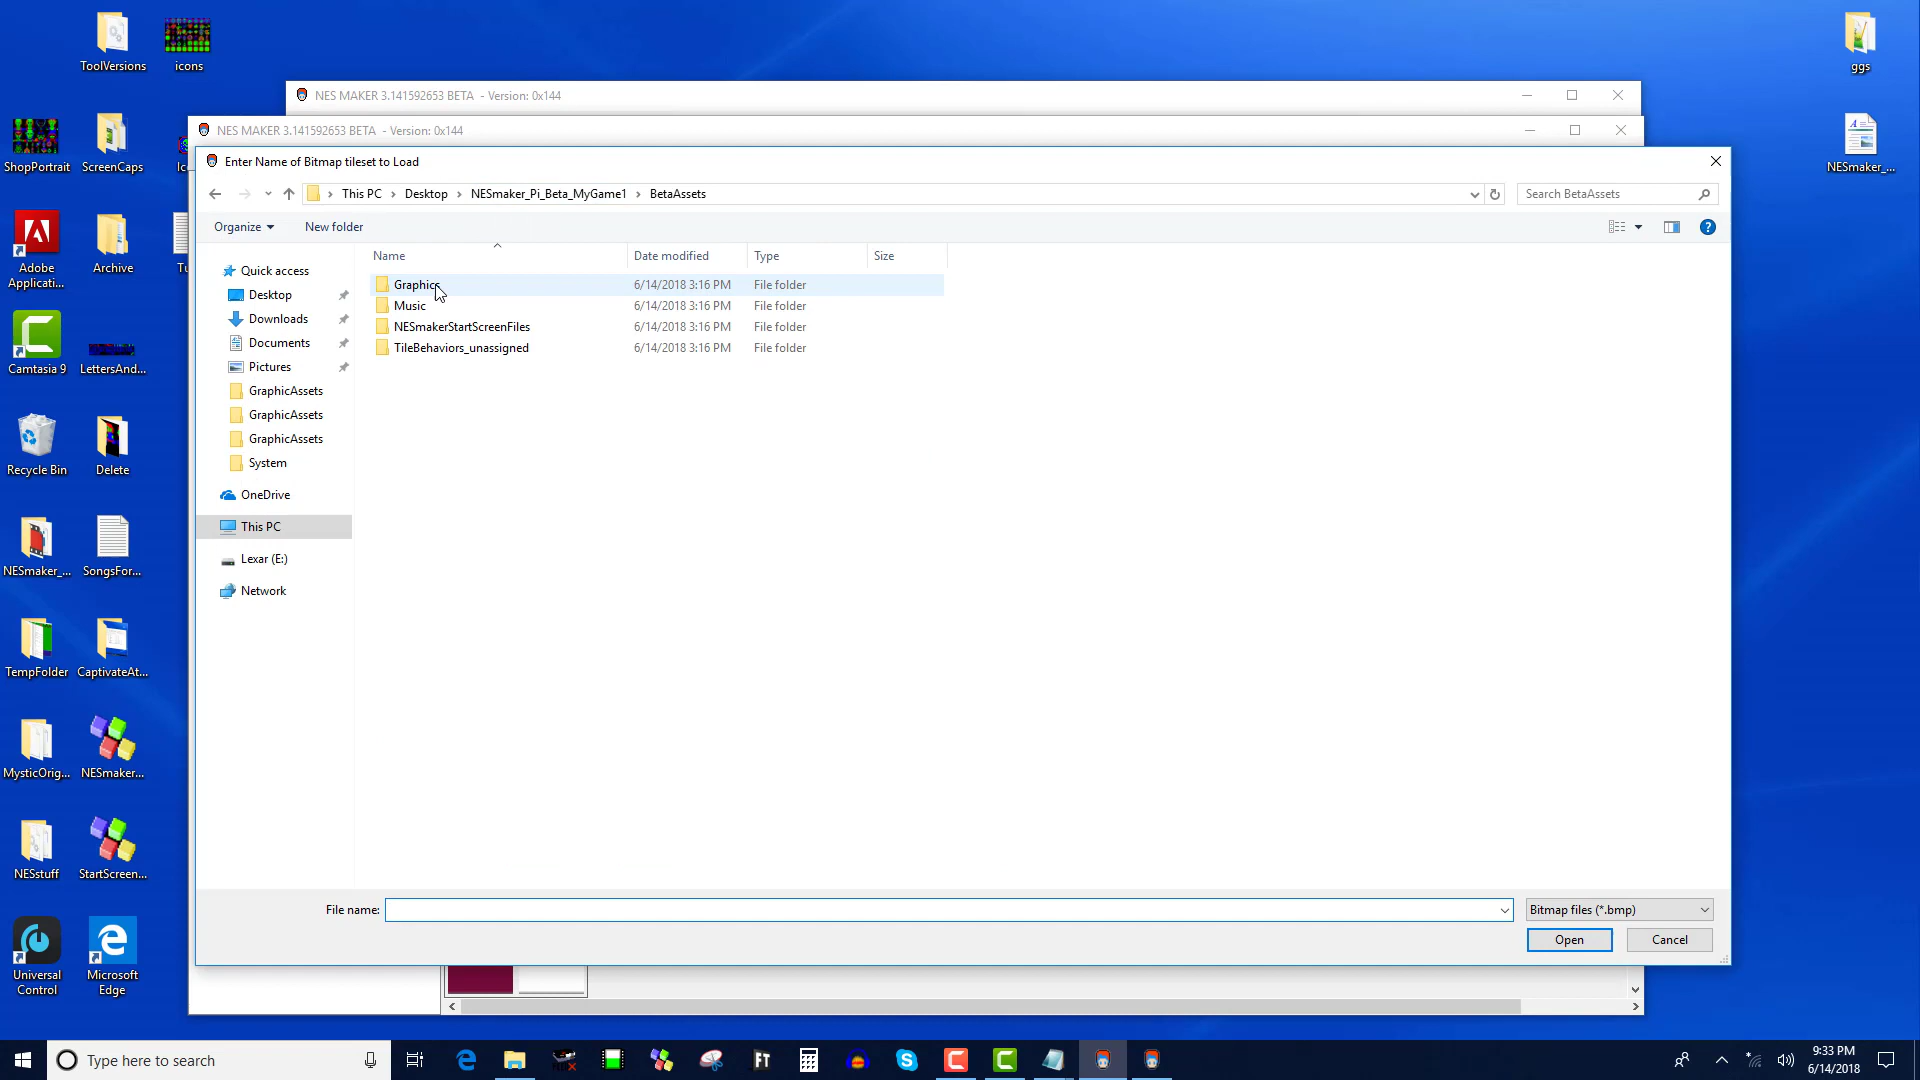 ToolVersions
icons
ggs
ShopPortrait
ScreenCaps
NESmaker_...
Adobe
Applicati...
Archive
Camtasia 9
LettersAnd...
Recycle Bin
Delete
NESmaker_...
SongsFor...
TempFolder
CaptivateAt...
MysticOrig...
NESmaker...
NESstuff
StartScreen...
Universal
Control
Microsoft
Edge
NES MAKER 3.141592653 BETA - Version: 0x144
NES MAKER 3.141592653 BETA - Version: 0x144
Enter Name of Bitmap tileset to Load
This PC > Desktop > NESmaker_Pi_Beta_MyGame1 > BetaAssets
Search BetaAssets
Organize
New folder
Name
Date modified
Type
Size
Quick access
Desktop
Downloads
Documents
Pictures
GraphicAssets
GraphicAssets
GraphicAssets
System
OneDrive
This PC
Lexar (E:)
Network
Graphics 6/14/2018 3:16 PM File folder
Music 6/14/2018 3:16 PM File folder
NESmakerStartScreenFiles 6/14/2018 3:16 PM File folder
TileBehaviors_unassigned 6/14/2018 3:16 PM File folder
File name:
Bitmap files (*.bmp)
Open
Cancel
Type here to search
FT
9:33 PM
6/14/2018